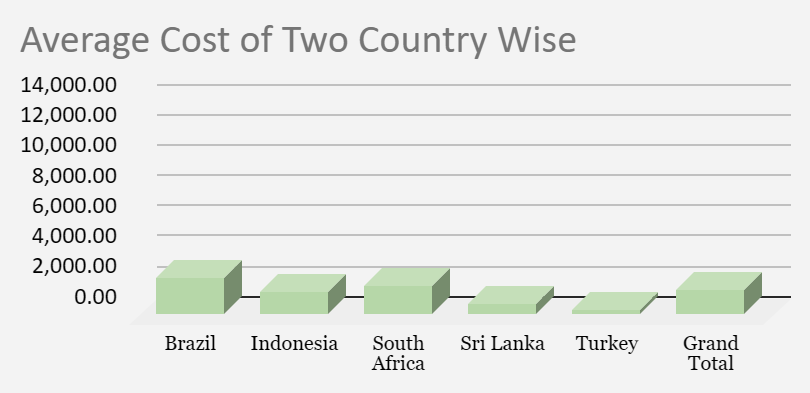 Average Cost of Two Country Wise
14,000.00
12,000.00
10,000.00
8,000.00
6,000.00
4,000.00
2,000.00
0.00
Brazil
Indonesia
South
Africa
Sri Lanka
Turkey
Grand
Total